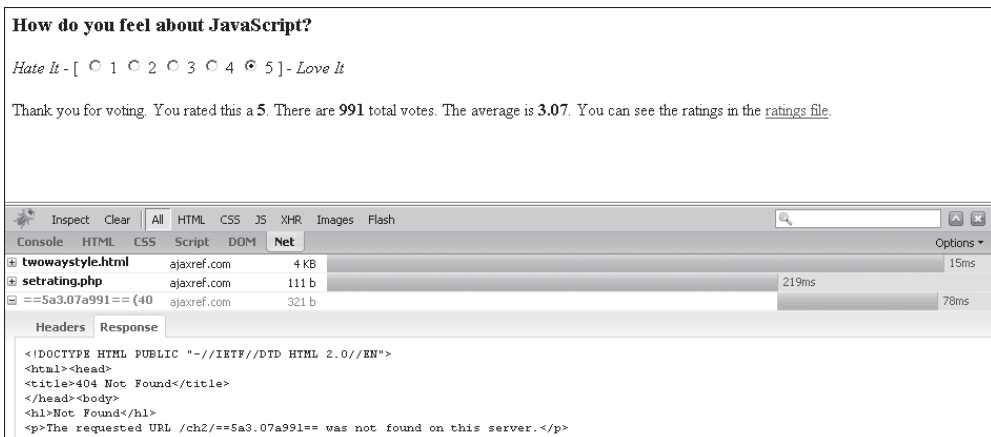 How do you feel about JavaScript?
Hate It - [ 1 2 3 4 5 ] - Love It
Thank you for voting. You rated this a 5. There are 991 total votes. The average is 3.07. You can see the ratings in the ratings file.
Inspect Clear All HTML CSS JS XHR Images Flash
Console HTML CSS Script DOM Net Options
twowaystyle.html ajaxref.com 4 KB 15ms
setrating.php ajaxref.com 111 b 219ms
==5a3.07a991== (40 ajaxref.com 321 b 78ms
Headers Response
<!DOCTYPE HTML PUBLIC "-//IETF//DTD HTML 2.0//EN">
<html><head>
<title>404 Not Found</title>
</head><body>
<h1>Not Found</h1>
<p>The requested URL /ch2/==5a3.07a991== was not found on this server.</p>